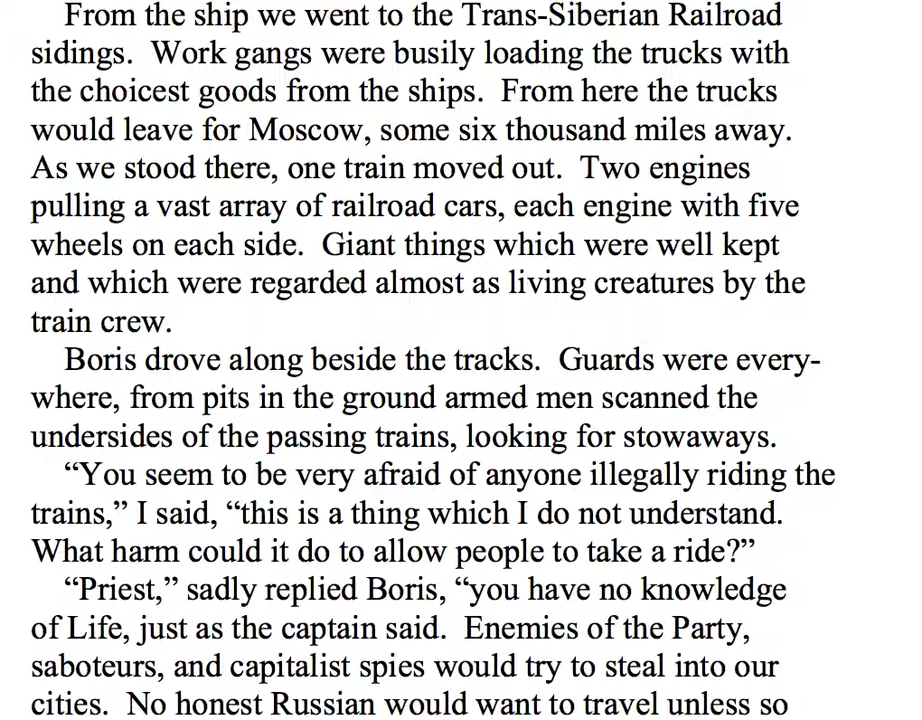 From the ship we went to the Trans-Siberian Railroad
sidings.  Work gangs were busily loading the trucks with
the choicest goods from the ships.  From here the trucks
would leave for Moscow, some six thousand miles away.
As we stood there, one train moved out.  Two engines
pulling a vast array of railroad cars, each engine with five
wheels on each side.  Giant things which were well kept
and which were regarded almost as living creatures by the
train crew.
Boris drove along beside the tracks.  Guards were every-
where, from pits in the ground armed men scanned the
undersides of the passing trains, looking for stowaways.
“You seem to be very afraid of anyone illegally riding the
trains,” I said, “this is a thing which I do not understand.
What harm could it do to allow people to take a ride?”
“Priest,” sadly replied Boris, “you have no knowledge
of Life, just as the captain said.  Enemies of the Party,
saboteurs, and capitalist spies would try to steal into our
cities.  No honest Russian would want to travel unless so